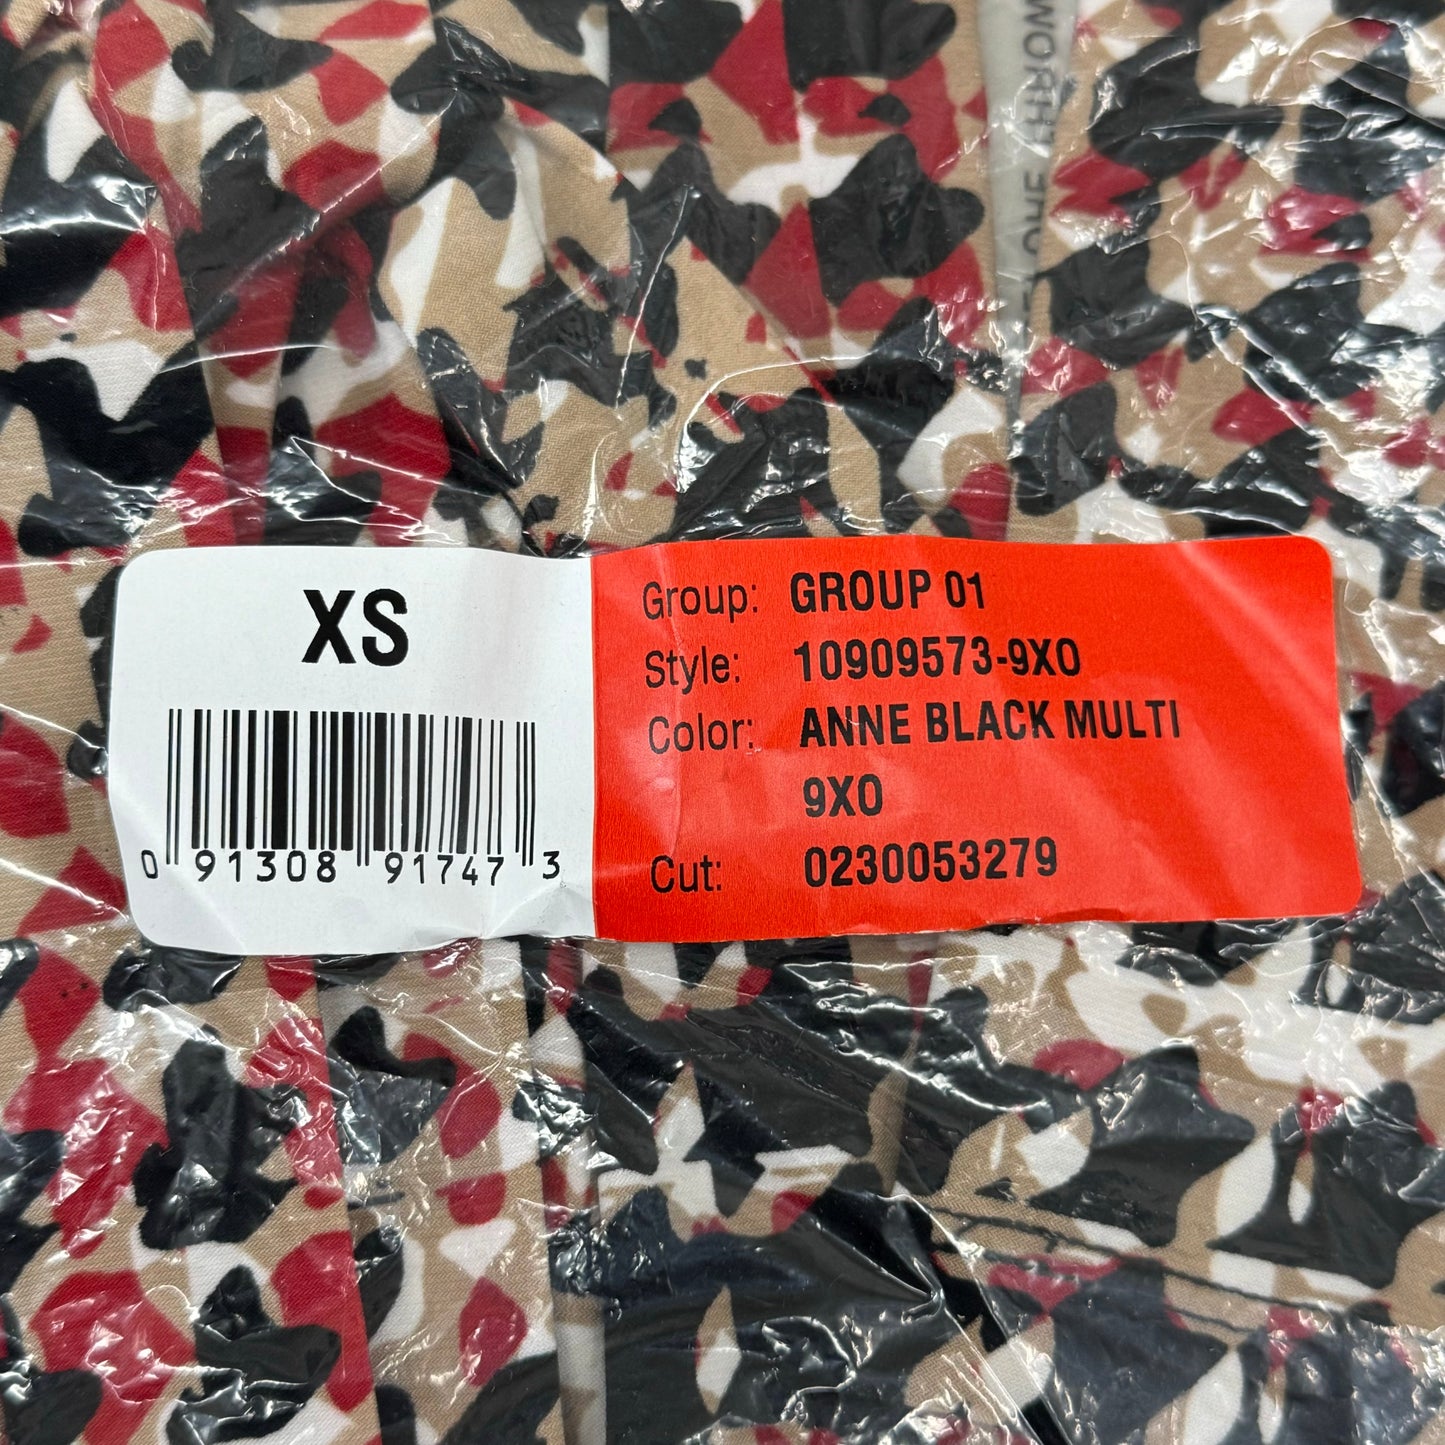 XS
0 91308 91747 3
Group: GROUP 01
Style: 10909573-9XO
Color: ANNE BLACK MULTI
9XO
Cut: 0230053279